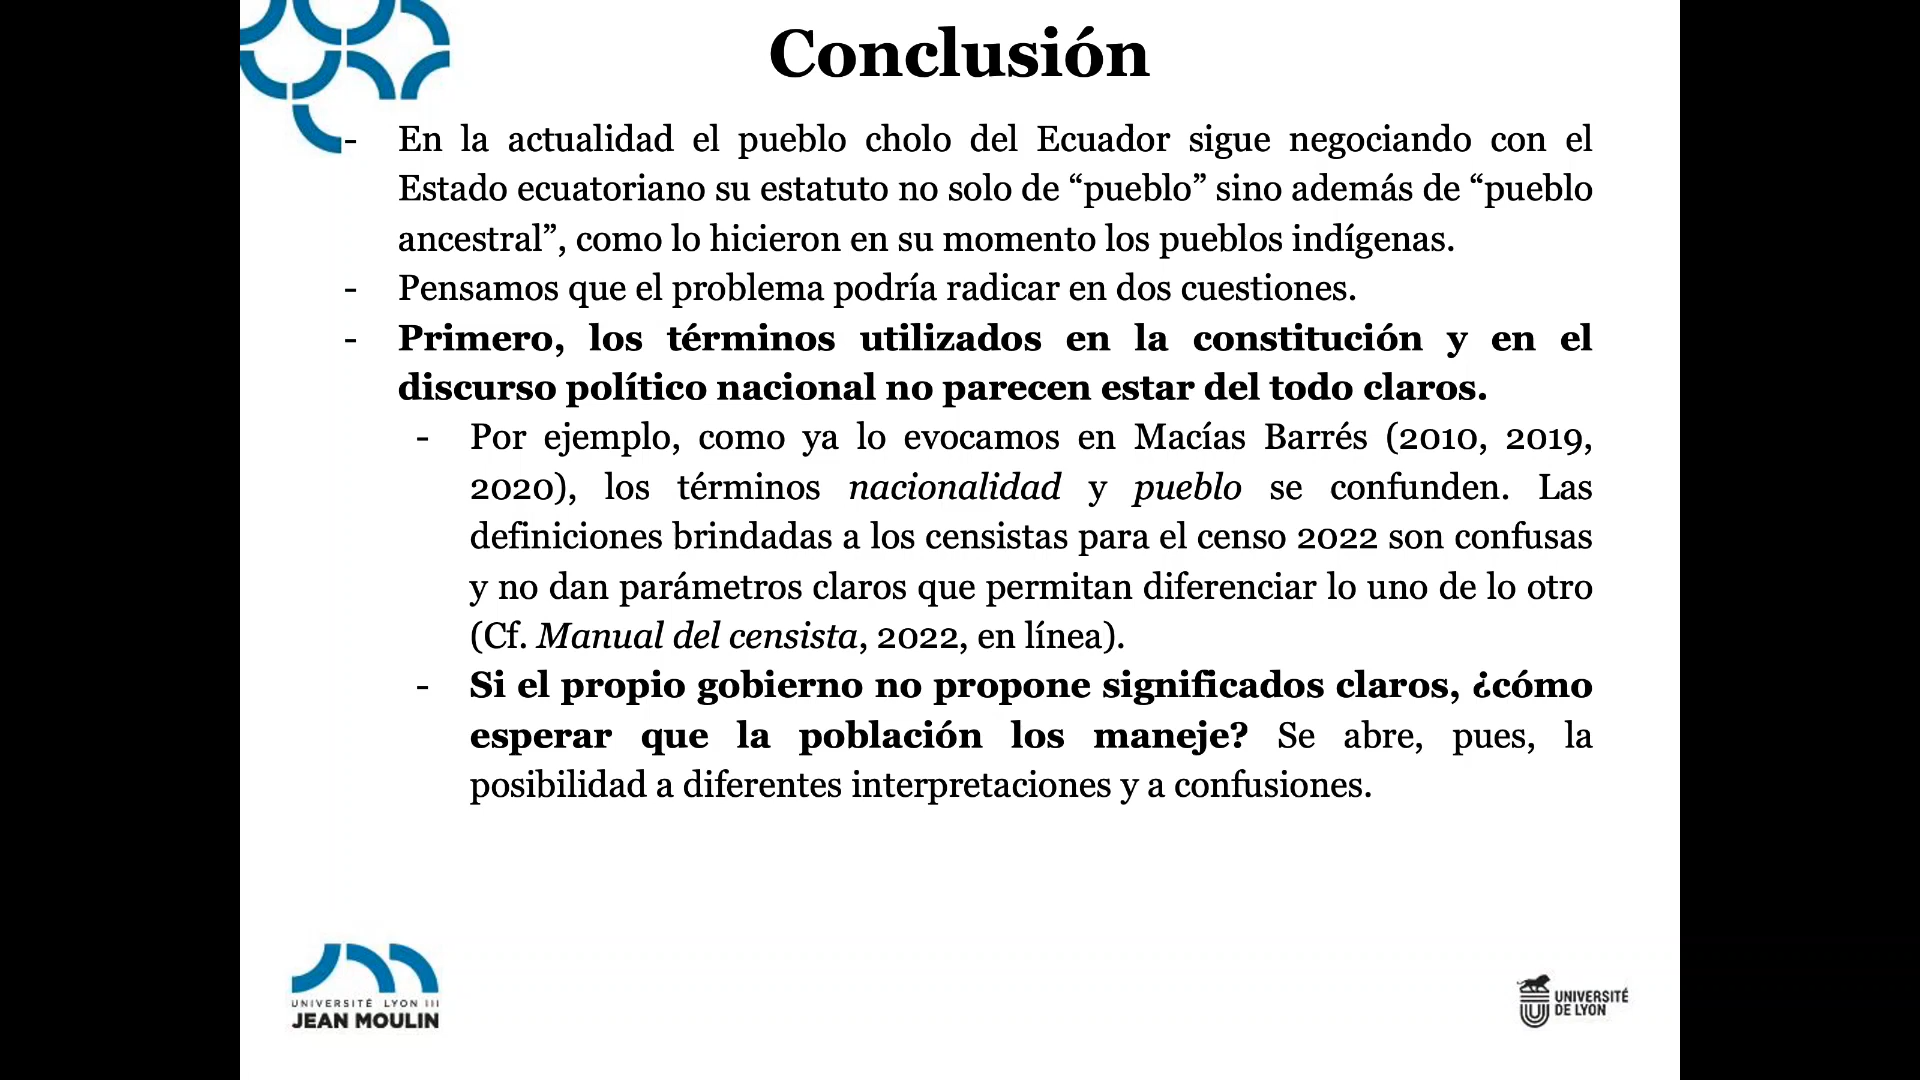 Conclusión
- En la actualidad el pueblo cholo del Ecuador sigue negociando con el
Estado ecuatoriano su estatuto no solo de “pueblo” sino además de “pueblo
ancestral”, como lo hicieron en su momento los pueblos indígenas.
- Pensamos que el problema podría radicar en dos cuestiones.
- Primero, los términos utilizados en la constitución y en el
discurso político nacional no parecen estar del todo claros.
- Por ejemplo, como ya lo evocamos en Macías Barrés (2010, 2019,
2020), los términos nacionalidad y pueblo se confunden. Las
definiciones brindadas a los censistas para el censo 2022 son confusas
y no dan parámetros claros que permitan diferenciar lo uno de lo otro
(Cf. Manual del censista, 2022, en línea).
- Si el propio gobierno no propone significados claros, ¿cómo
esperar que la población los maneje? Se abre, pues, la
posibilidad a diferentes interpretaciones y a confusiones.
UNIVERSITÉ LYON III
JEAN MOULIN
UNIVERSITÉ
DE LYON